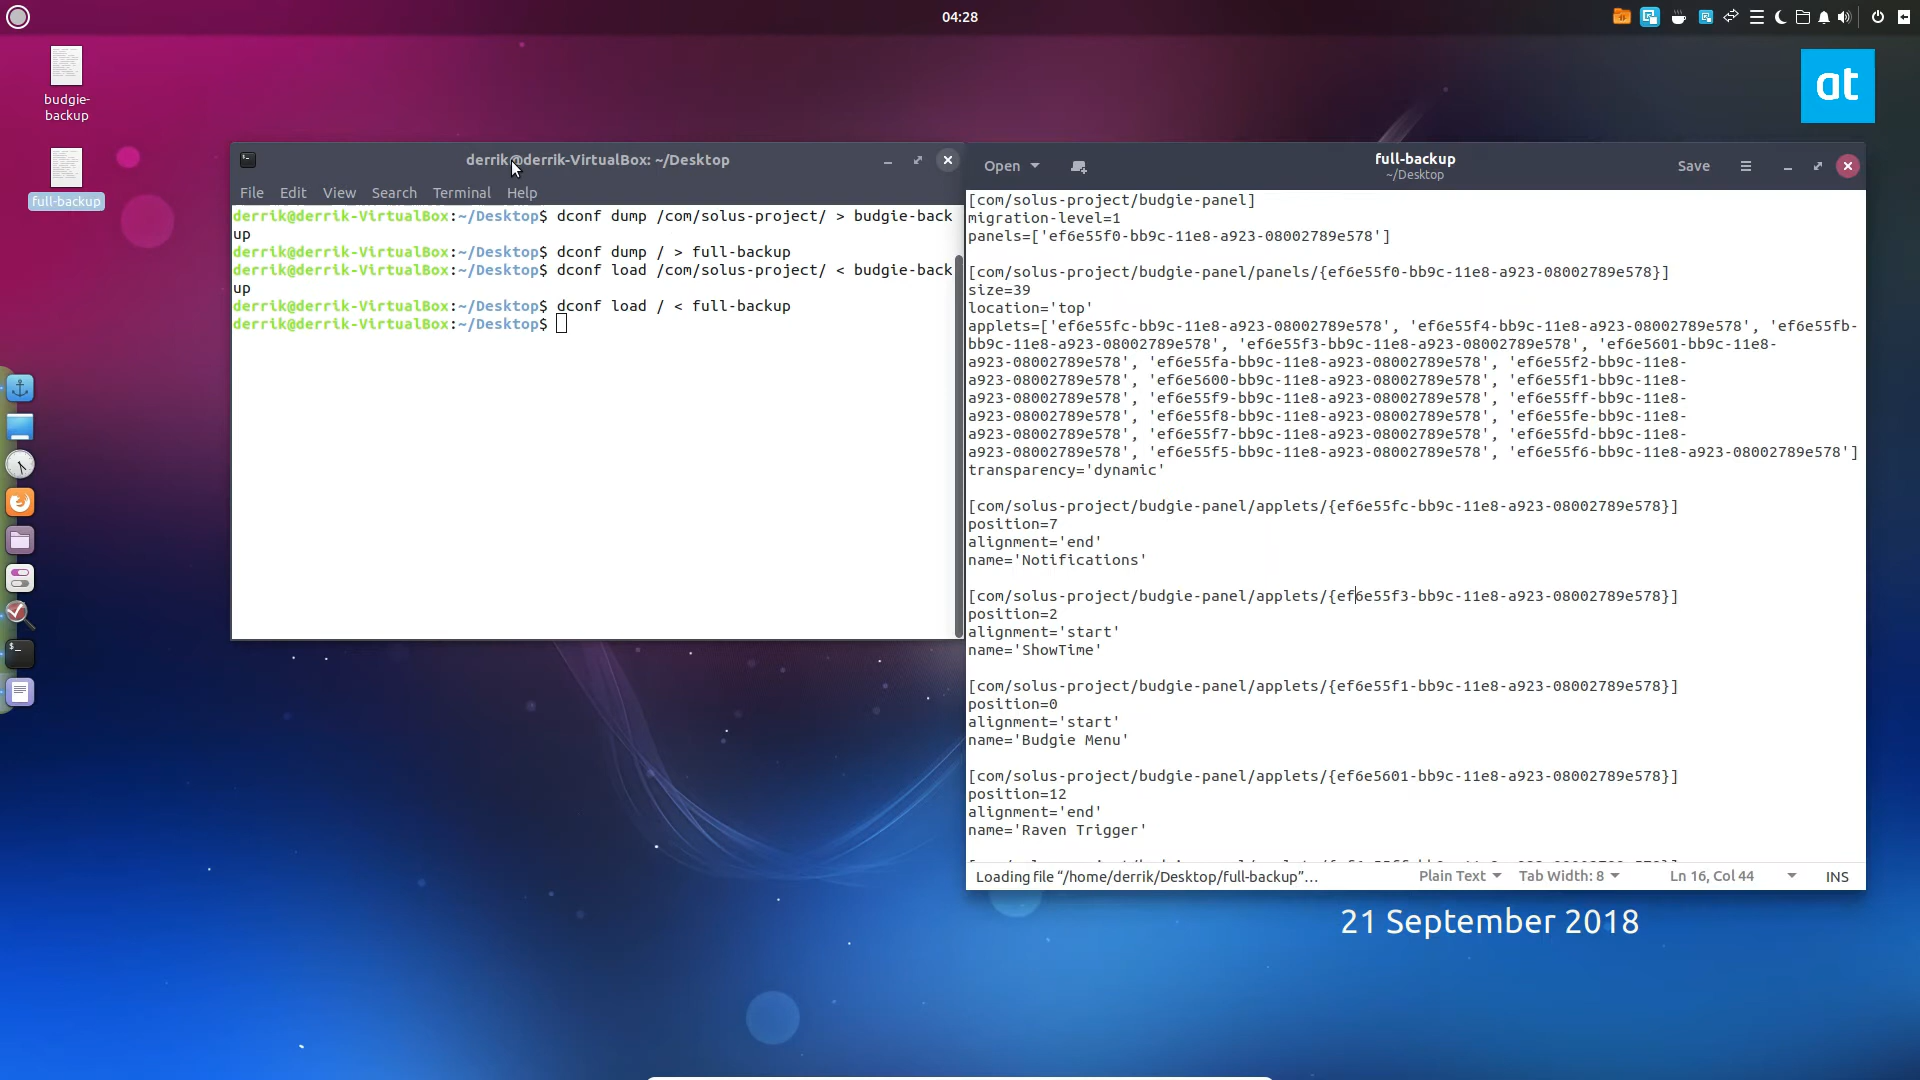 04:28
at
budgie-
backup
full-backup
derrik@derrik-VirtualBox: ~/Desktop
File Edit View Search Terminal Help
derrik@derrik-VirtualBox:~/Desktop$ dconf dump /com/solus-project/ > budgie-back
up
derrik@derrik-VirtualBox:~/Desktop$ dconf dump / > full-backup
derrik@derrik-VirtualBox:~/Desktop$ dconf load /com/solus-project/ < budgie-back
up
derrik@derrik-VirtualBox:~/Desktop$ dconf load / < full-backup
derrik@derrik-VirtualBox:~/Desktop$
Open
full-backup
~/Desktop
Save
[com/solus-project/budgie-panel]
migration-level=1
panels=['ef6e55f0-bb9c-11e8-a923-08002789e578']
[com/solus-project/budgie-panel/panels/{ef6e55f0-bb9c-11e8-a923-08002789e578}]
size=39
location='top'
applets=['ef6e55fc-bb9c-11e8-a923-08002789e578', 'ef6e55f4-bb9c-11e8-a923-08002789e578', 'ef6e55fb-
bb9c-11e8-a923-08002789e578', 'ef6e55f3-bb9c-11e8-a923-08002789e578', 'ef6e5601-bb9c-11e8-
a923-08002789e578', 'ef6e55fa-bb9c-11e8-a923-08002789e578', 'ef6e55f2-bb9c-11e8-
a923-08002789e578', 'ef6e5600-bb9c-11e8-a923-08002789e578', 'ef6e55f1-bb9c-11e8-
a923-08002789e578', 'ef6e55f9-bb9c-11e8-a923-08002789e578', 'ef6e55ff-bb9c-11e8-
a923-08002789e578', 'ef6e55f8-bb9c-11e8-a923-08002789e578', 'ef6e55fe-bb9c-11e8-
a923-08002789e578', 'ef6e55f7-bb9c-11e8-a923-08002789e578', 'ef6e55fd-bb9c-11e8-
a923-08002789e578', 'ef6e55f5-bb9c-11e8-a923-08002789e578', 'ef6e55f6-bb9c-11e8-a923-08002789e578']
transparency='dynamic'
[com/solus-project/budgie-panel/applets/{ef6e55fc-bb9c-11e8-a923-08002789e578}]
position=7
alignment='end'
name='Notifications'
[com/solus-project/budgie-panel/applets/{ef6e55f3-bb9c-11e8-a923-08002789e578}]
position=2
alignment='start'
name='ShowTime'
[com/solus-project/budgie-panel/applets/{ef6e55f1-bb9c-11e8-a923-08002789e578}]
position=0
alignment='start'
name='Budgie Menu'
[com/solus-project/budgie-panel/applets/{ef6e5601-bb9c-11e8-a923-08002789e578}]
position=12
alignment='end'
name='Raven Trigger'
Loading file “/home/derrik/Desktop/full-backup”…
Plain Text
Tab Width: 8
Ln 16, Col 44
INS
21 September 2018